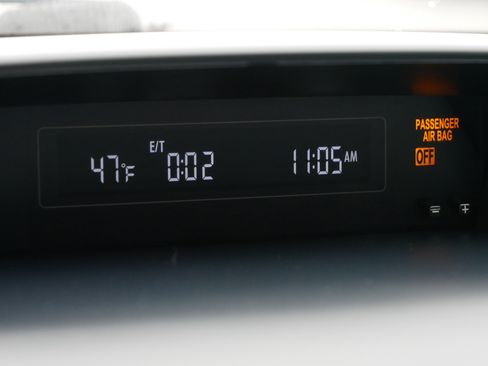 PASSENGER
AIR BAG
OFF
E/T
47°F 0:02 11:05 AM